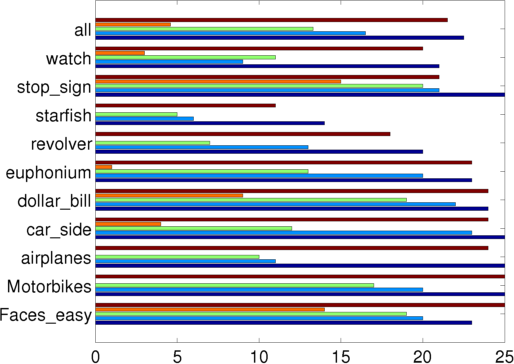 all
watch
stop_sign
starfish
revolver
euphonium
dollar_bill
car_side
airplanes
Motorbikes
Faces_easy
0 5 10 15 20 25